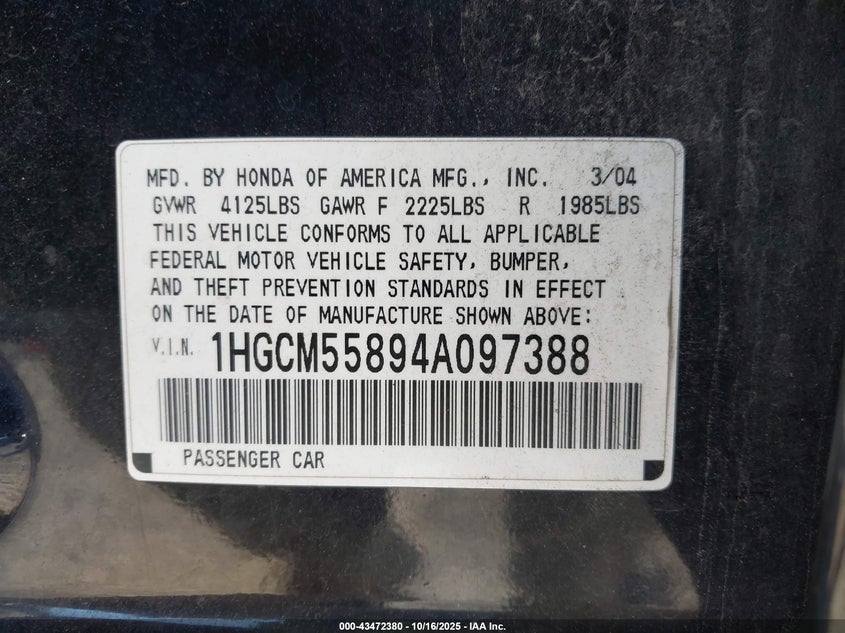 MFD. BY HONDA OF AMERICA MFG., INC. 3/04
GVWR 4125LBS GAWR F 2225LBS R 1985LBS
THIS VEHICLE CONFORMS TO ALL APPLICABLE
FEDERAL MOTOR VEHICLE SAFETY, BUMPER,
AND THEFT PREVENTION STANDARDS IN EFFECT
ON THE DATE OF MANUFACTURE SHOWN ABOVE:
V.I.N. 1HGCM55894A097388
PASSENGER CAR
000-43472380 - 10/16/2025 - IAA Inc.